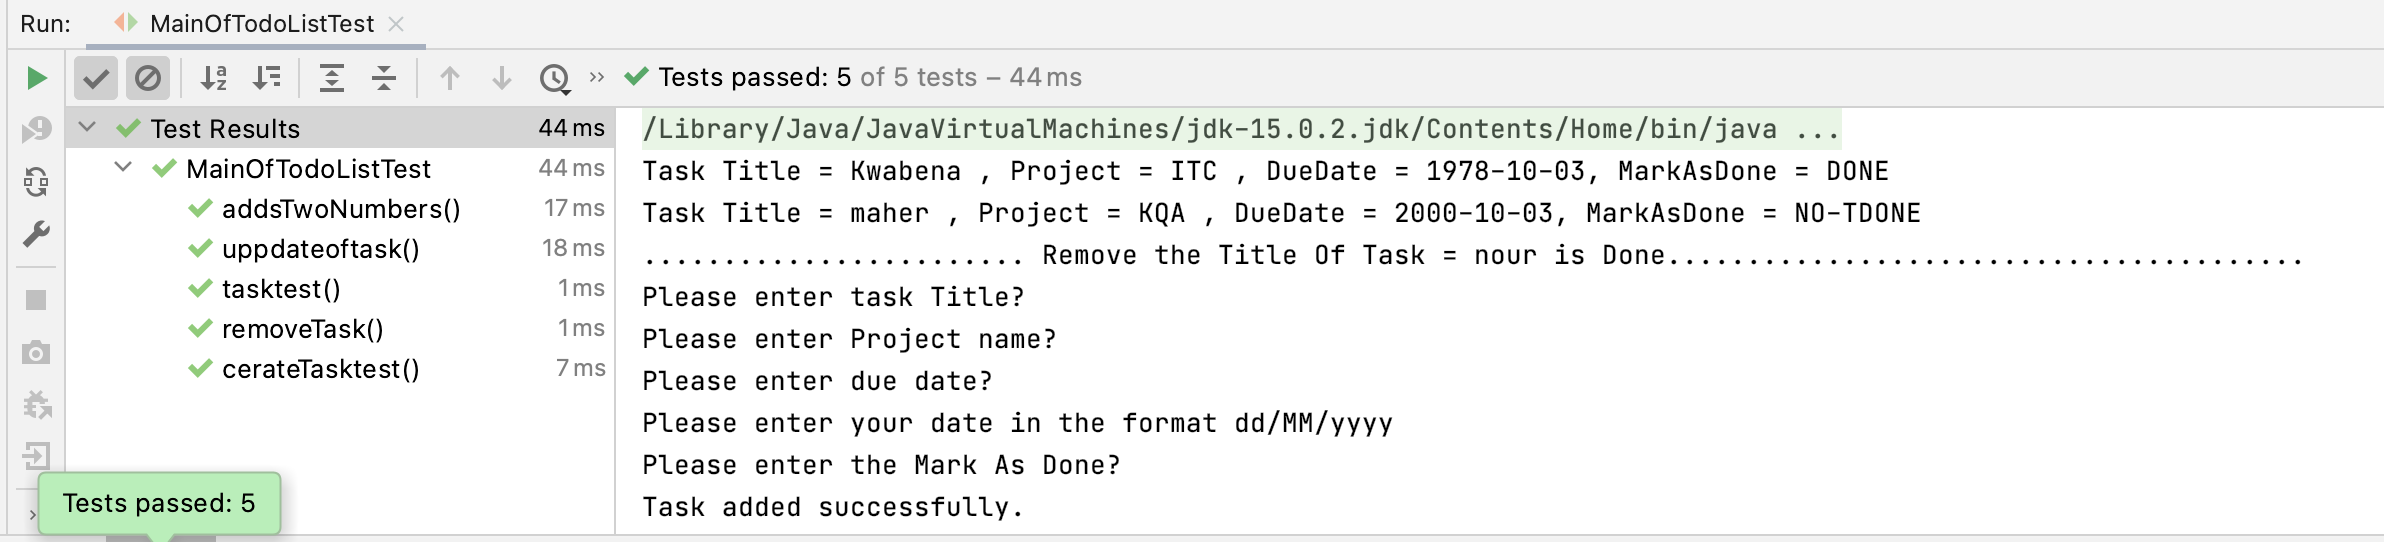 Run: MainOfTodoListTest
Tests passed: 5 of 5 tests – 44 ms
Test Results 44 ms
MainOfTodoListTest 44 ms
addsTwoNumbers() 17 ms
uppdateoftask() 18 ms
tasktest() 1 ms
removeTask() 1 ms
cerateTasktest() 7 ms
Tests passed: 5
/Library/Java/JavaVirtualMachines/jdk-15.0.2.jdk/Contents/Home/bin/java ...
Task Title = Kwabena , Project = ITC , DueDate = 1978-10-03, MarkAsDone = DONE
Task Title = maher , Project = KQA , DueDate = 2000-10-03, MarkAsDone = NO-TDONE
........................ Remove the Title Of Task = nour is Done........................................
Please enter task Title?
Please enter Project name?
Please enter due date?
Please enter your date in the format dd/MM/yyyy
Please enter the Mark As Done?
Task added successfully.